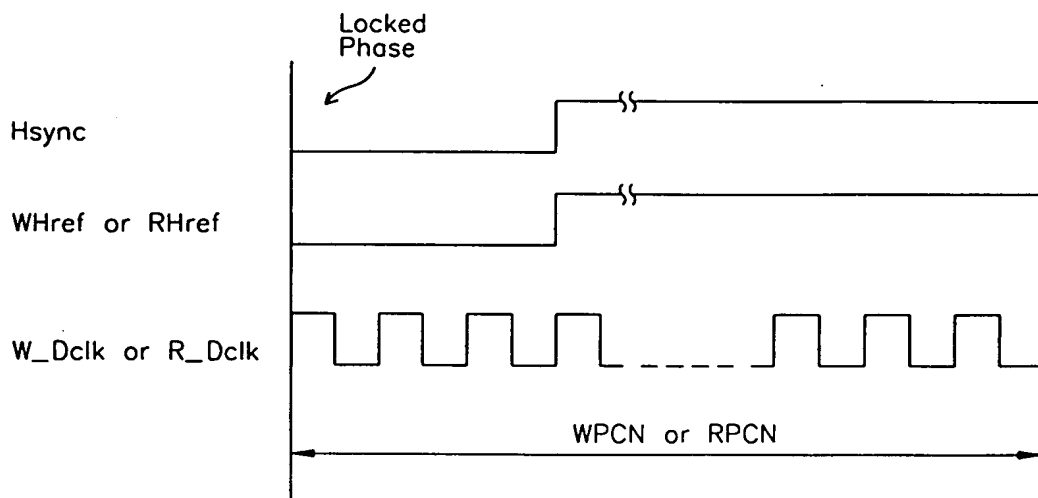 Locked
Phase
Hsync
WHref or RHref
W_Dclk or R_Dclk
WPCN or RPCN